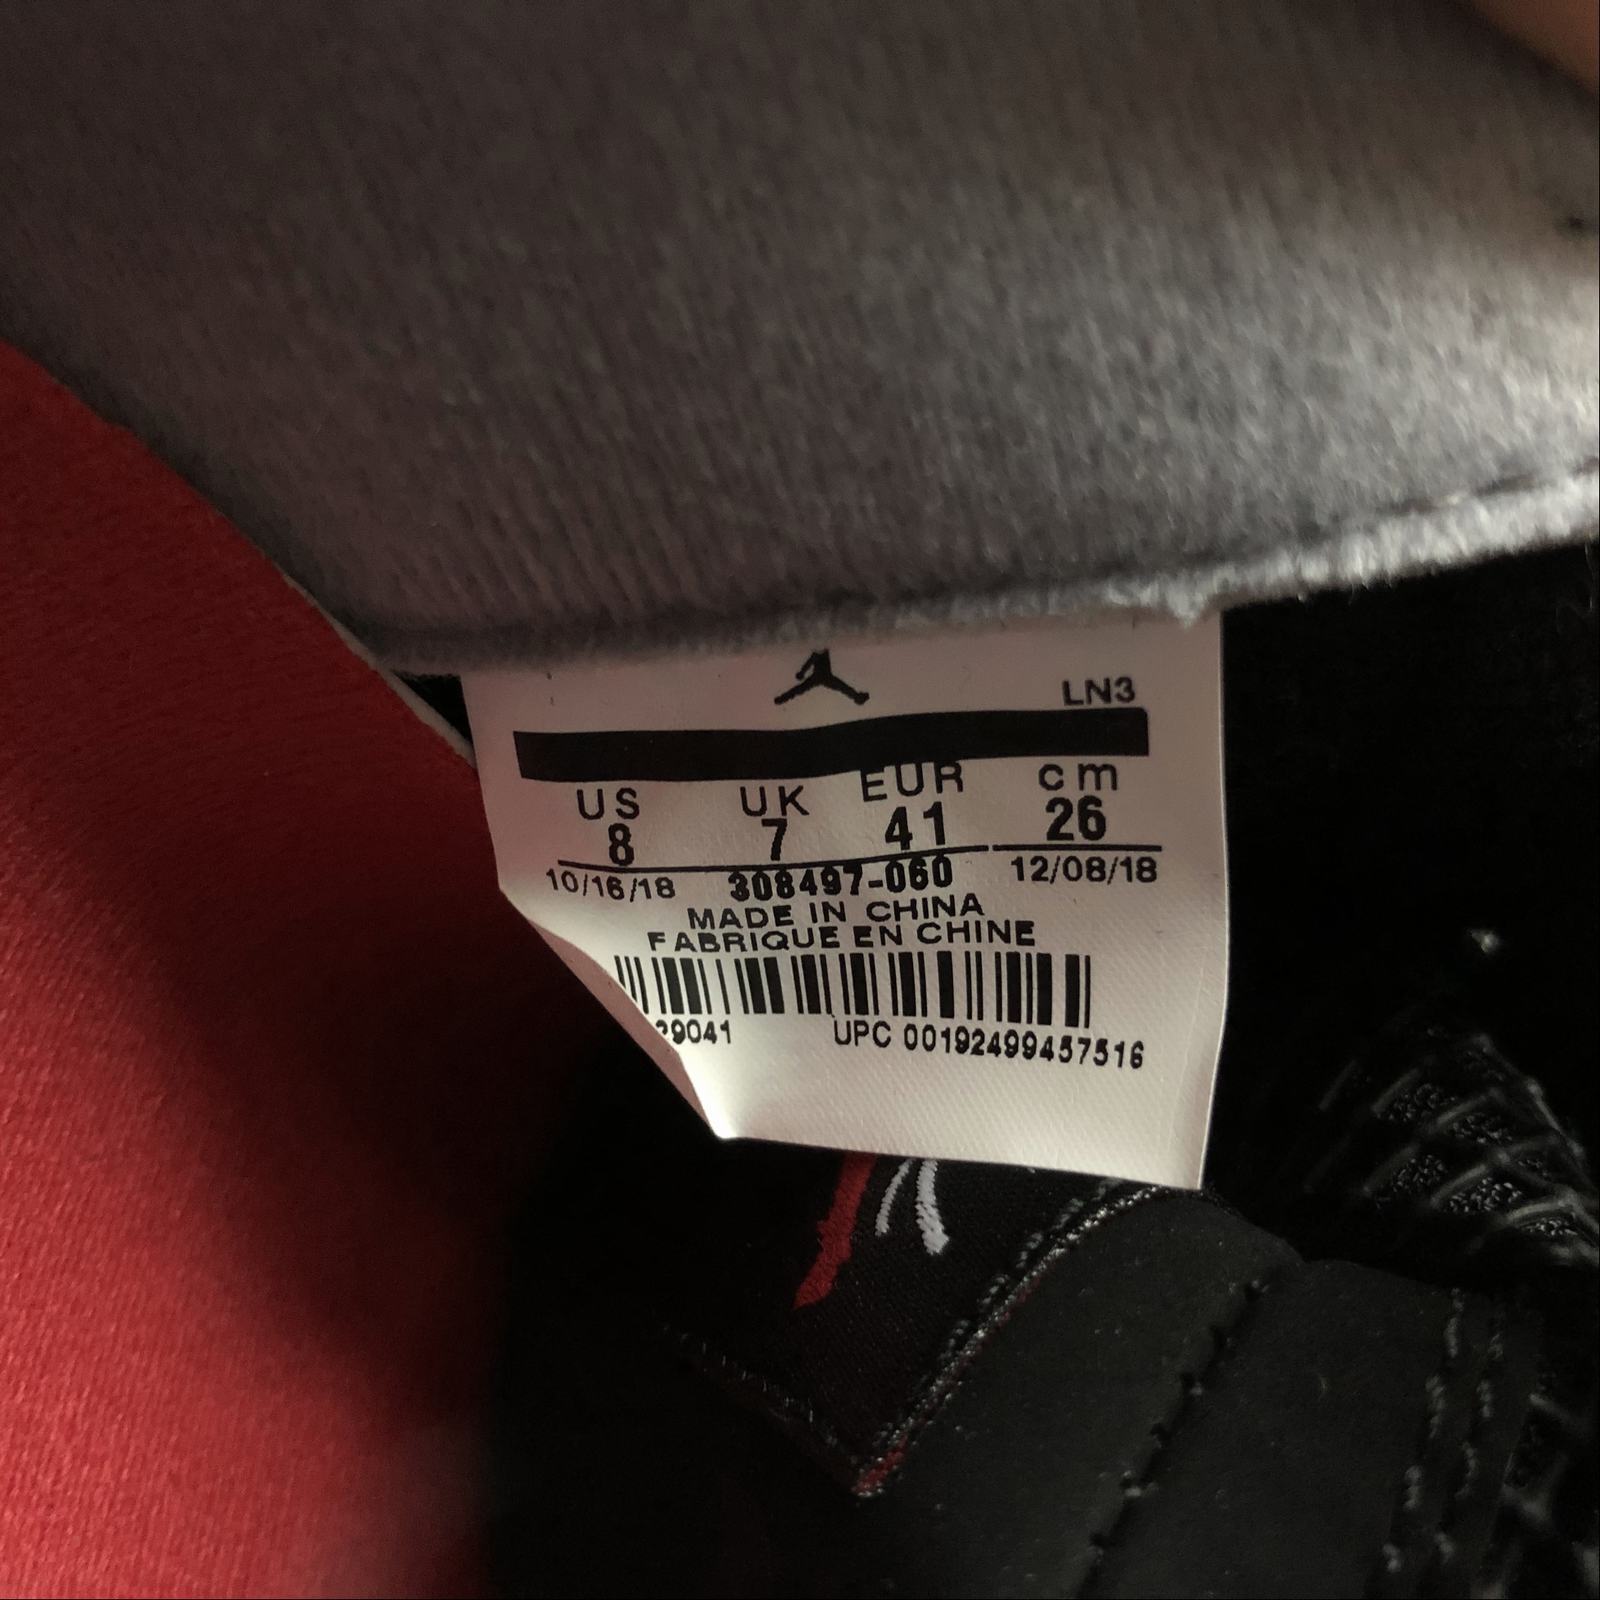 LN3
US UK EUR cm
8 7 41 26
10/16/18 308497-060 12/08/18
MADE IN CHINA
FABRIQUE EN CHINE
29041 UPC 00192499457516